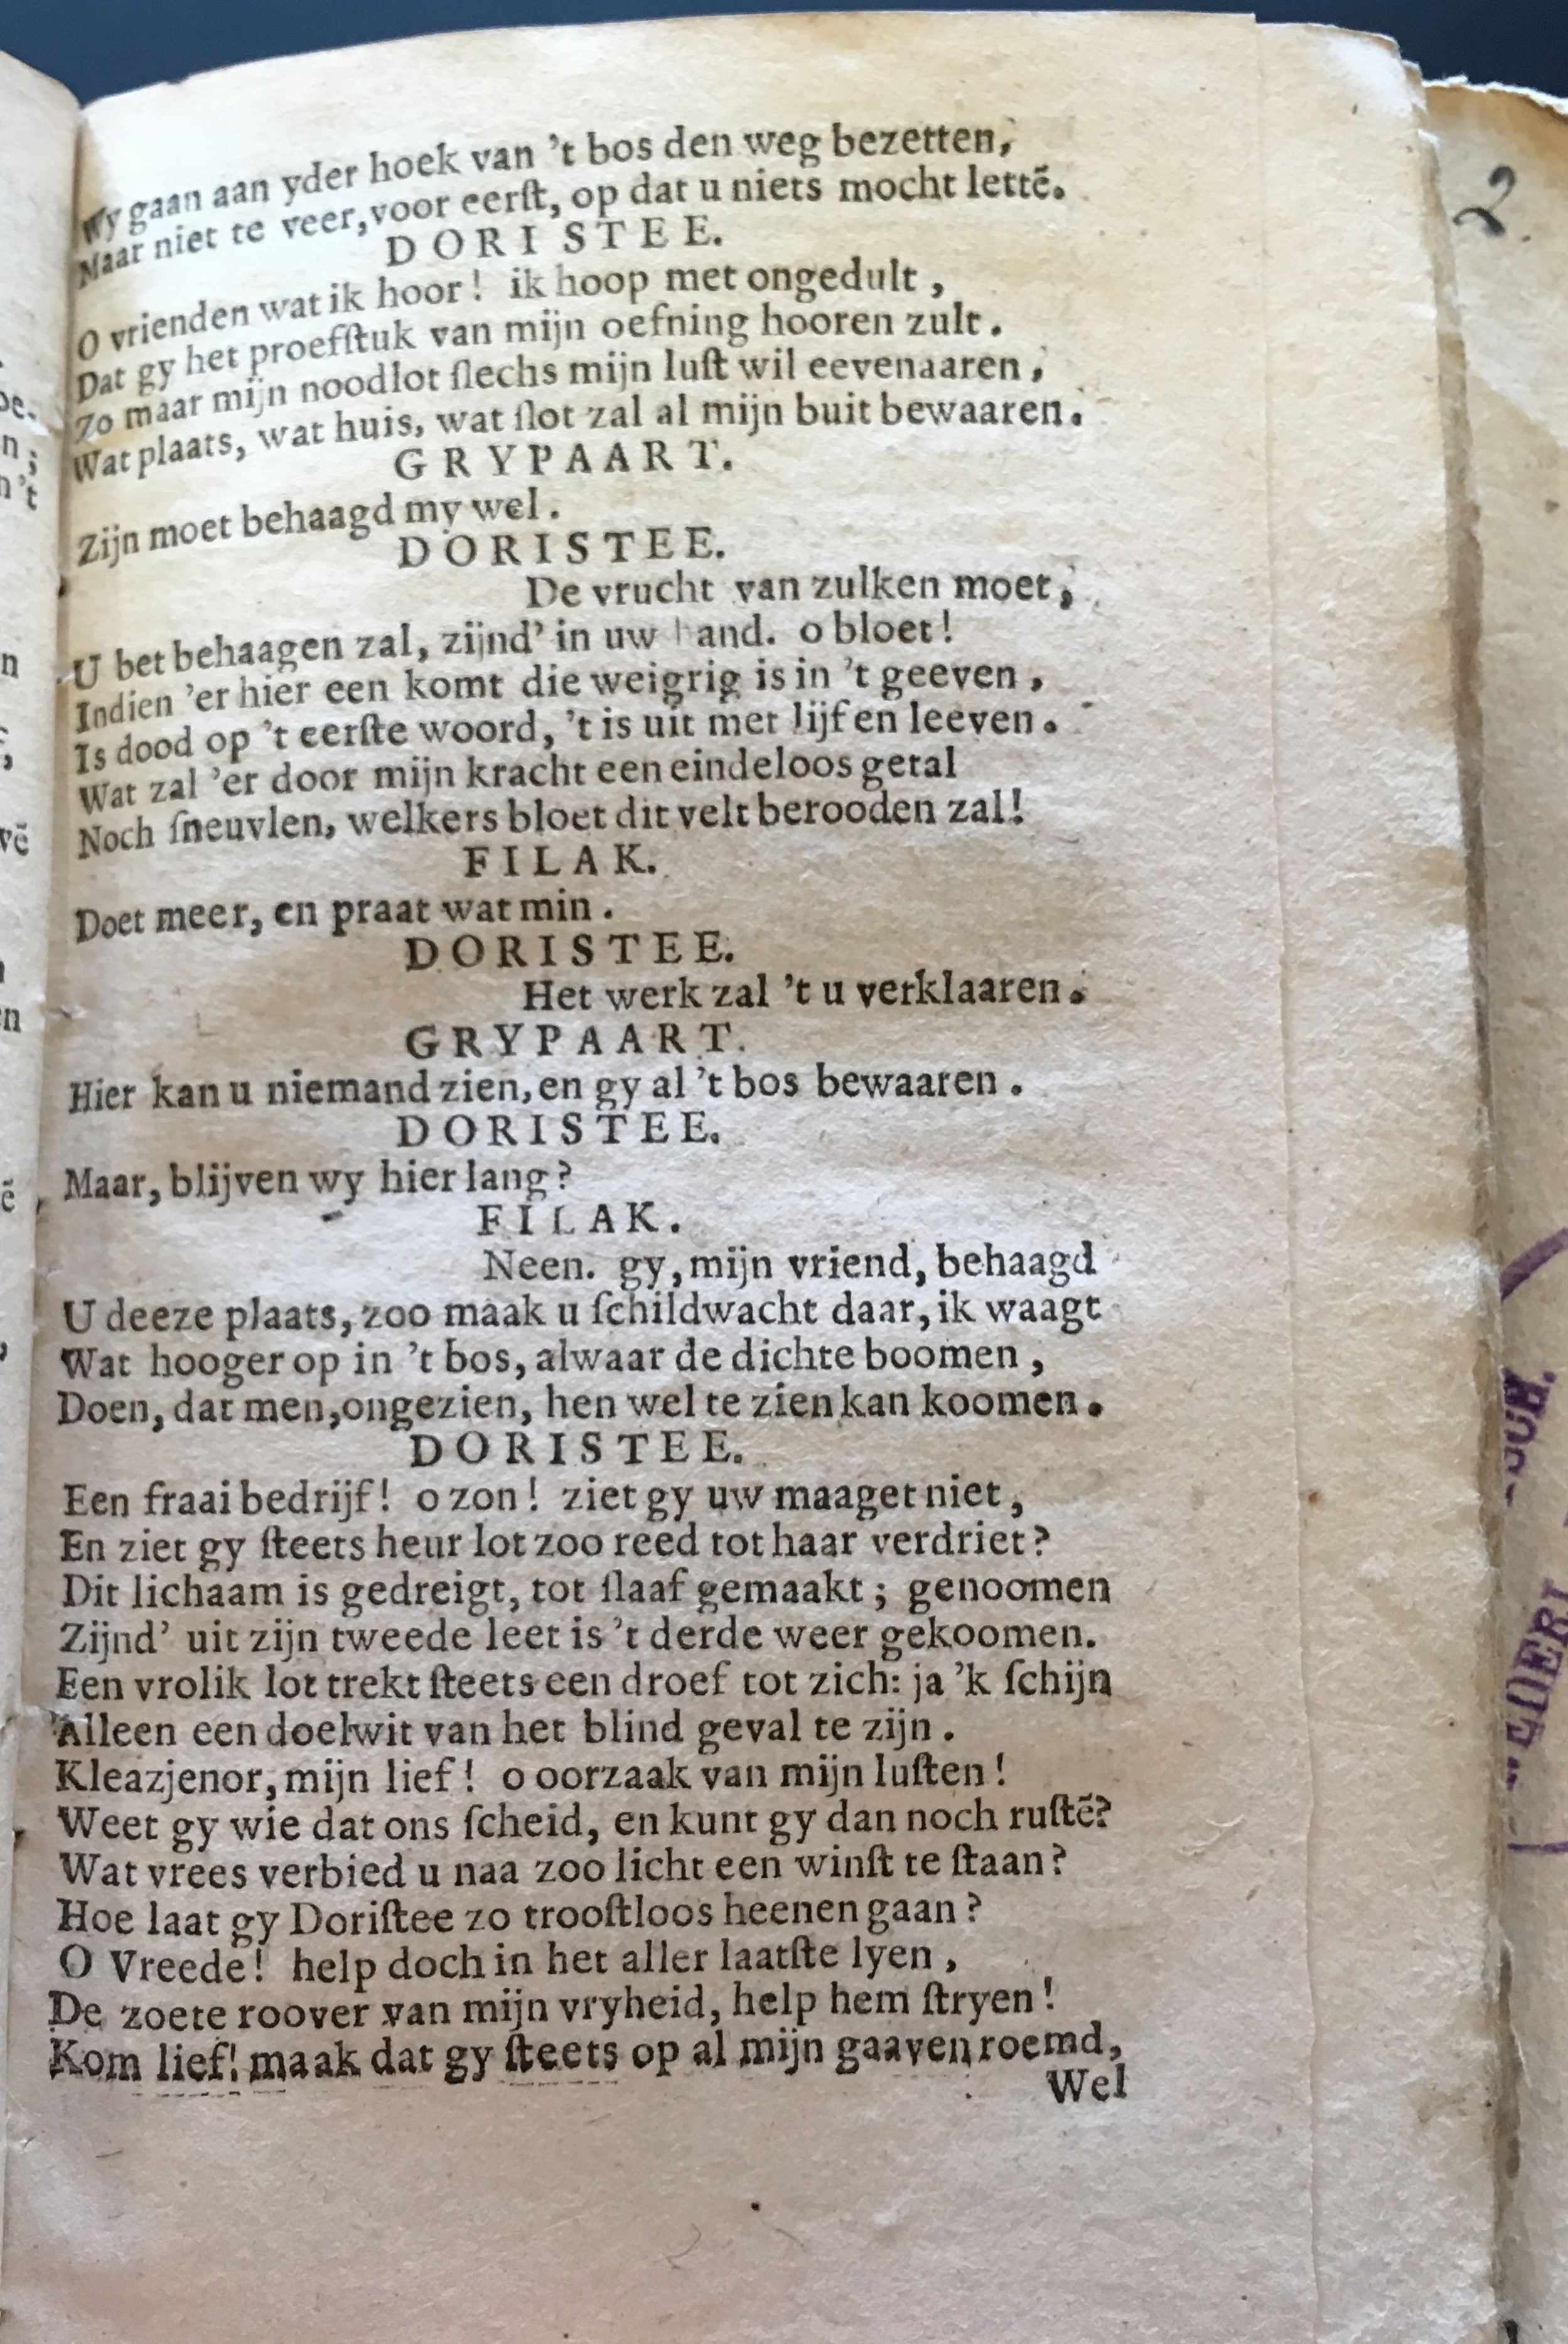 Wy gaan aan yder hoek van 't bos den weg bezetten,
Maar niet te veer, voor eerſt, op dat u niets mocht lettē.
DORISTEE.
O vrienden wat ik hoor! ik hoop met ongedult,
Dat gy het proefſtuk van mijn oefning hooren zult.
Zo maar mijn noodlot ſlechs mijn luſt wil eevenaaren,
Wat plaats, wat huis, wat ſlot zal al mijn buit bewaaren.
GRYPAART.
Zijn moet behaagd my wel.
DORISTEE.
De vrucht van zulken moet,
U bet behaagen zal, zijnd' in uw hand. o bloet!
Indien 'er hier een komt die weigrig is in 't geeven,
Is dood op 't eerſte woord, 't is uit met lijf en leeven.
Wat zal 'er door mijn kracht een eindeloos getal
Noch ſneuvlen, welkers bloet dit velt berooden zal!
FILAK.
Doet meer, en praat wat min.
DORISTEE.
Het werk zal 't u verklaaren.
GRYPAART.
Hier kan u niemand zien, en gy al 't bos bewaaren.
DORISTEE.
Maar, blijven wy hier lang?
FILAK.
Neen. gy, mijn vriend, behaagd
U deeze plaats, zoo maak u ſchildwacht daar, ik waagt
Wat hooger op in 't bos, alwaar de dichte boomen,
Doen, dat men, ongezien, hen wel te zien kan koomen.
DORISTEE.
Een fraai bedrijf! o zon! ziet gy uw maaget niet,
En ziet gy ſteets heur lot zoo reed tot haar verdriet?
Dit lichaam is gedreigt, tot ſlaaf gemaakt; genoomen
Zijnd' uit zijn tweede leet is 't derde weer gekoomen.
Een vrolik lot trekt ſteets een droef tot zich: ja 'k ſchijn
Alleen een doelwit van het blind geval te zijn.
Kleazjenor, mijn lief! o oorzaak van mijn luſten!
Weet gy wie dat ons ſcheid, en kunt gy dan noch ruſtē?
Wat vrees verbied u naa zoo licht een winſt te ſtaan?
Hoe laat gy Doriſtee zo trooſtloos heenen gaan?
O Vreede! help doch in het aller laatſte lyen,
De zoete roover van mijn vryheid, help hem ſtryen!
Kom lief! maak dat gy ſteets op al mijn gaaven roemd,
Wel
2